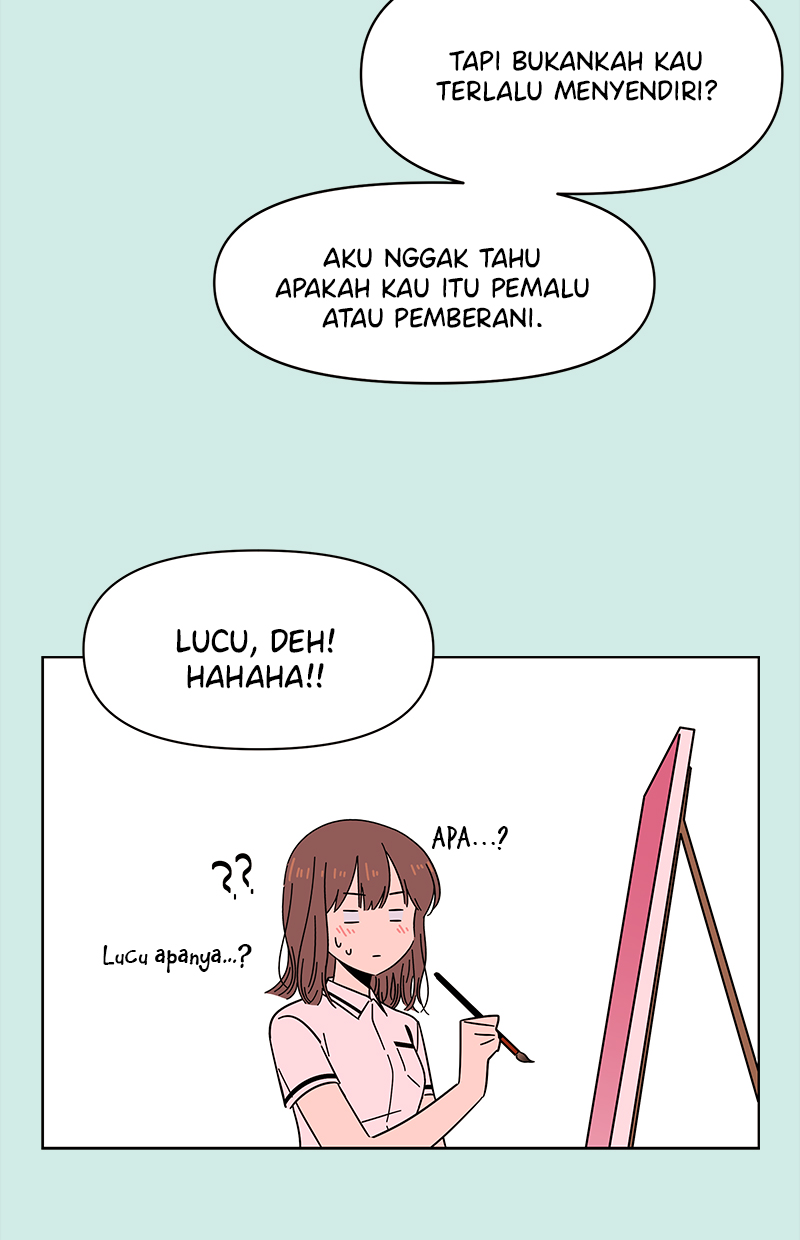 TAPI BUKANKAH KAU
TERLALU MENYENDIRI?
AKU NGGAK TAHU
APAKAH KAU ITU PEMALU
ATAU PEMBERANI.
LUCU, DEH!
HAHAHA!!
APA...?
??
Lucu apanya...?